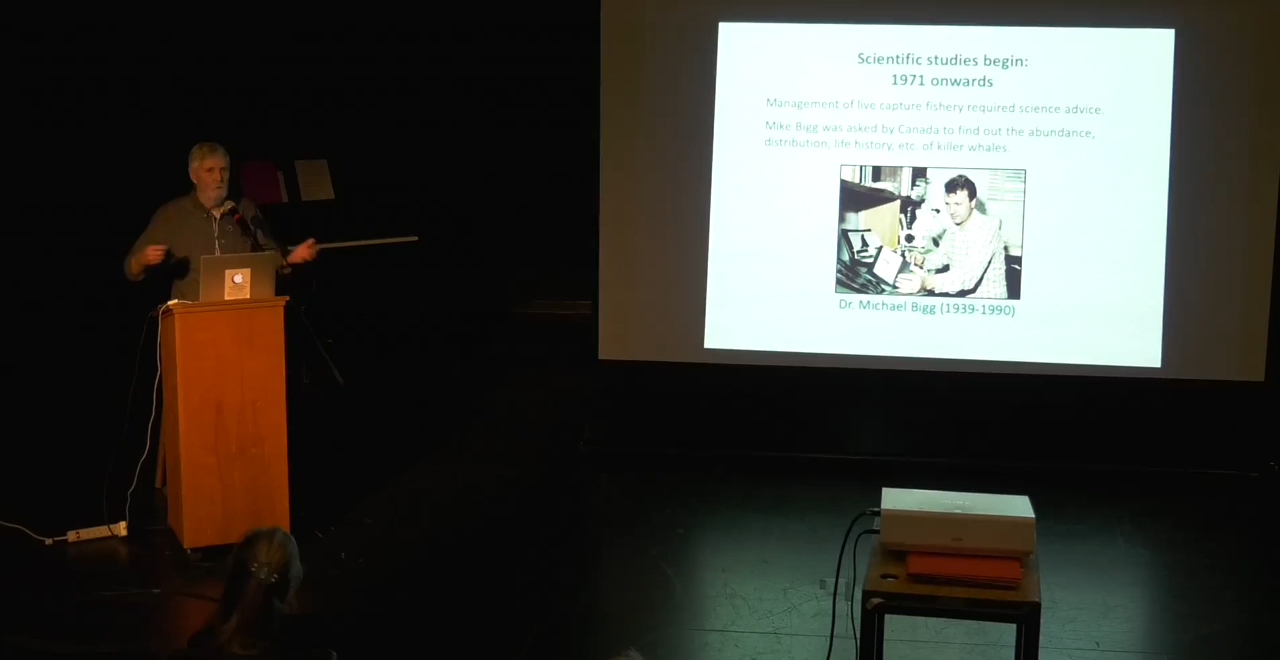 Scientific studies begin:
1971 onwards
Management of live capture fishery required science advice.
Mike Bigg was asked by Canada to find out the abundance,
distribution, life history, etc. of killer whales.
Dr. Michael Bigg (1939-1990)